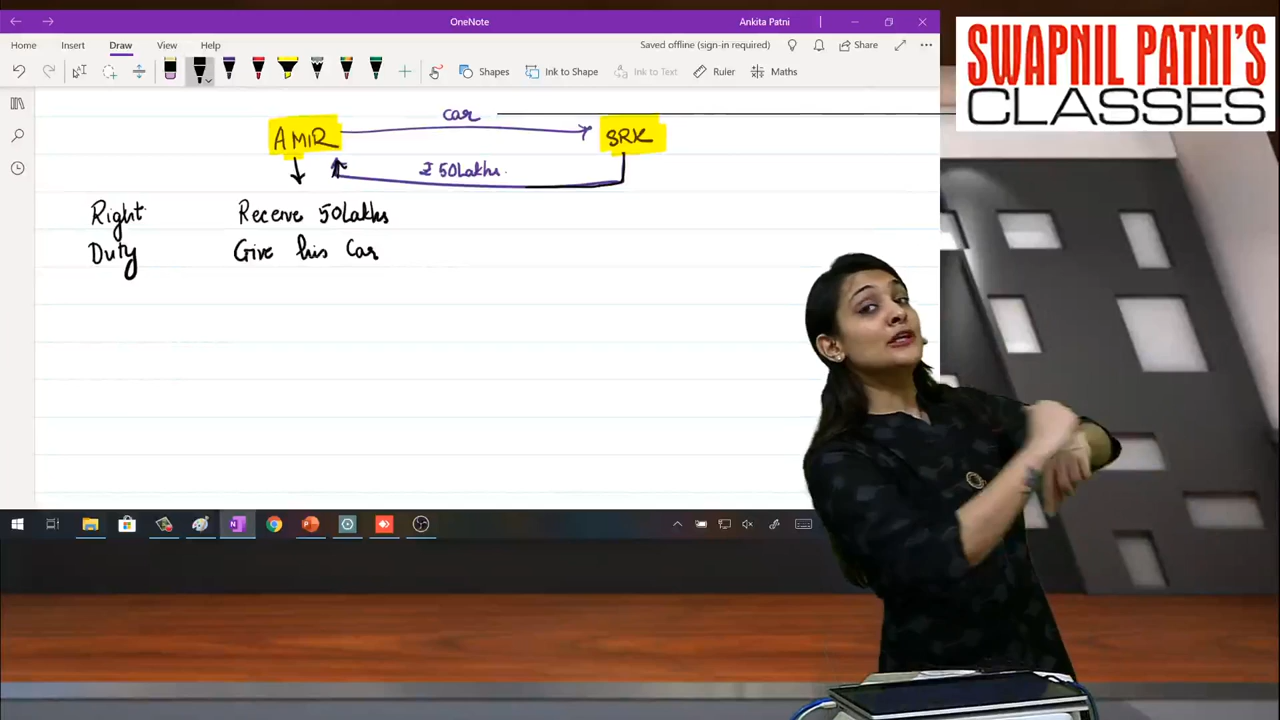 OneNote
Ankita Patni
Home Insert Draw View Help
Saved offline (sign-in required)
Share
Shapes
Ink to Shape
Ink to Text
Ruler
Maths
SWAPNIL PATNI'S
CLASSES
car
AMIR
SRK
₹ 50Lakhs.
Right Receive 50Lakhs
Duty Give his Car